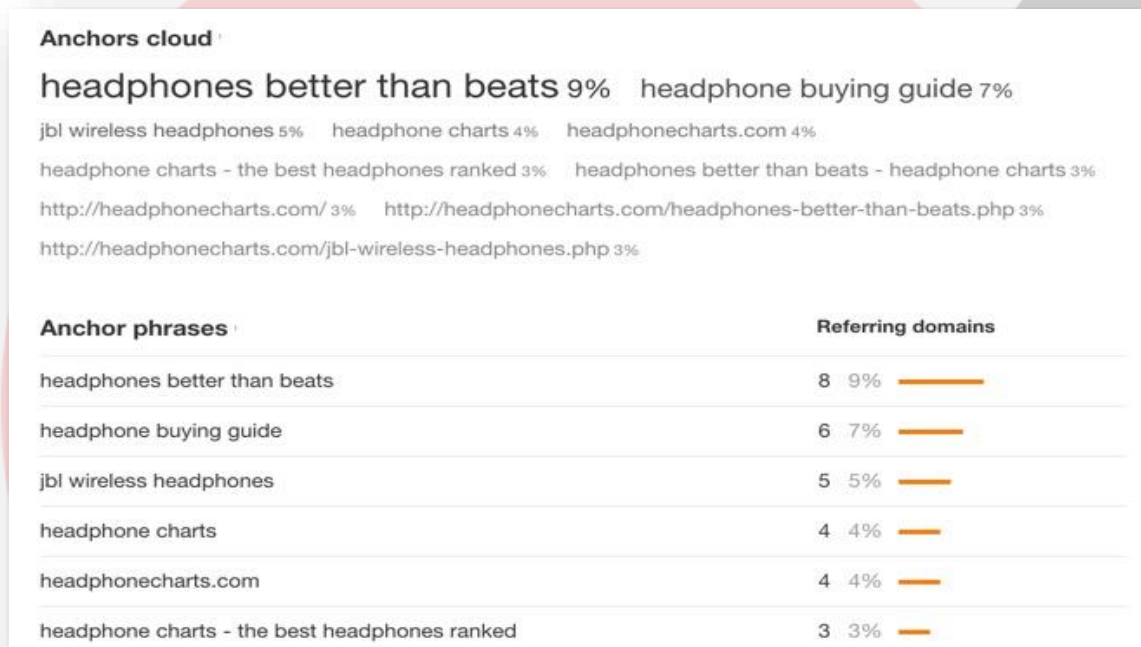 Anchors cloud
headphones better than beats 9% headphone buying guide 7%
jbl wireless headphones 5% headphone charts 4% headphonecharts.com 4%
headphone charts - the best headphones ranked 3% headphones better than beats - headphone charts 3%
http://headphonecharts.com/ 3% http://headphonecharts.com/headphones-better-than-beats.php 3%
http://headphonecharts.com/jbl-wireless-headphones.php 3%
Anchor phrases Referring domains
headphones better than beats 8 9%
headphone buying guide 6 7%
jbl wireless headphones 5 5%
headphone charts 4 4%
headphonecharts.com 4 4%
headphone charts - the best headphones ranked 3 3%